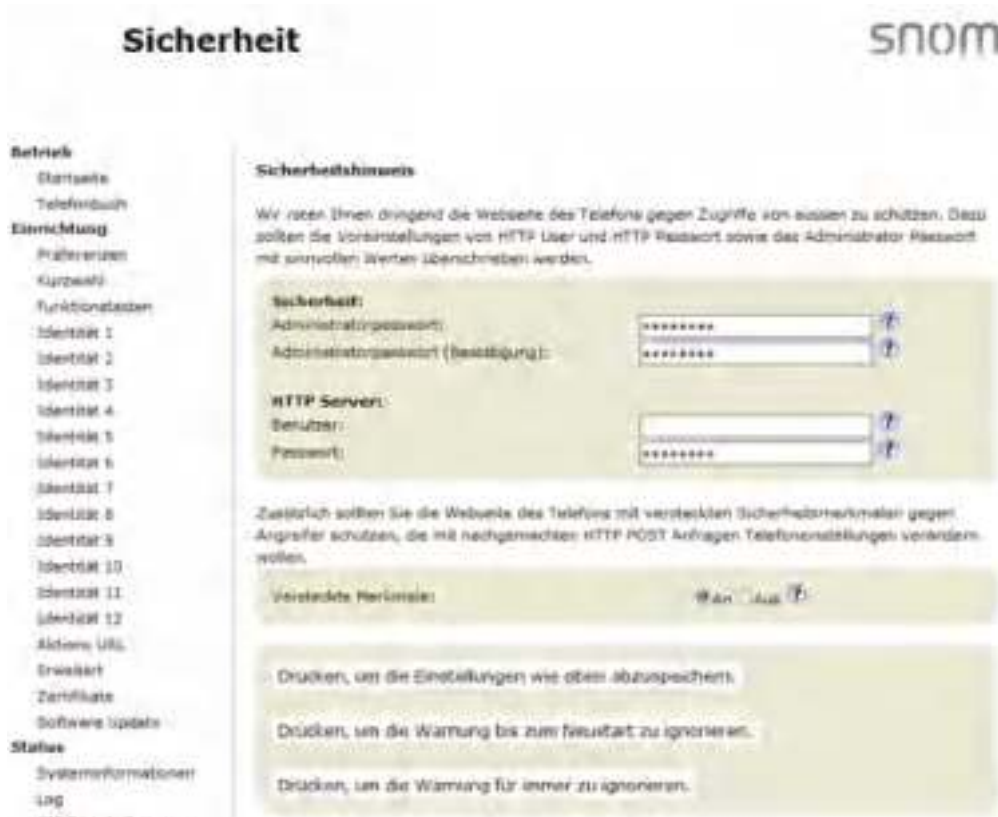 Sicherheit
snom
Betrieb
Startseite
Telefonbuch
Einrichtung
Präferenzen
Kurzwahl
Funktionstasten
Identität 1
Identität 2
Identität 3
Identität 4
Identität 5
Identität 6
Identität 7
Identität 8
Identität 9
Identität 10
Identität 11
Identität 12
Aktions URL
Erweitert
Zertifikate
Software Update
Status
Systeminformationen
Log
Sicherheitshinweis
Wir raten Ihnen dringend die Webseite des Telefons gegen Zugriffe von aussen zu schützen. Dazu
sollten die Voreinstellungen von HTTP User und HTTP Passwort sowie das Administrator Passwort
mit sinnvollen Werten überschrieben werden.
Sicherheit:
Administratorpasswort:
Administratorpasswort (Bestätigung):
HTTP Server:
Benutzer:
Passwort:
Zusätzlich sollten Sie die Webseite des Telefons mit versteckten Sicherheitsmerkmalen gegen
Angreifer schützen, die mit nachgemachten HTTP POST Anfragen Telefoneinstellungen verändern
wollen.
Versteckte Merkmale: An Aus ?
Drücken, um die Einstellungen wie oben abzuspeichern.
Drücken, um die Warnung bis zum Neustart zu ignorieren.
Drücken, um die Warnung für immer zu ignorieren.